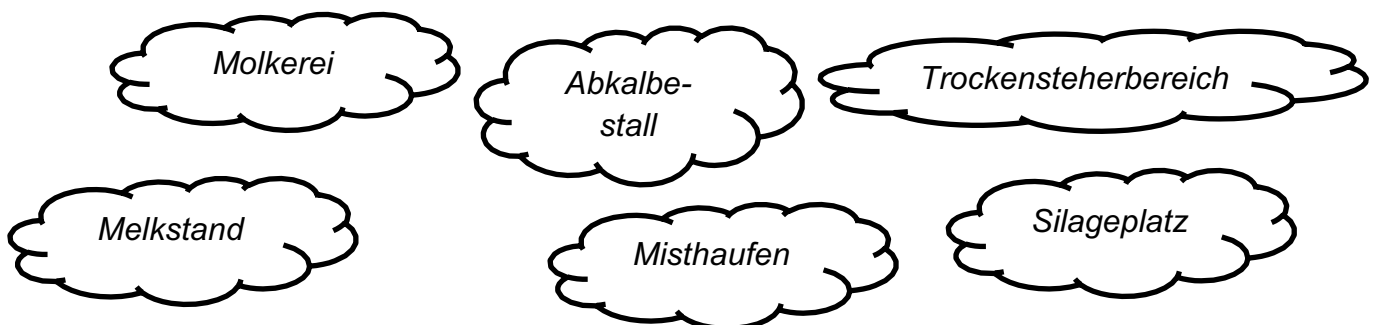 Molkerei
Abkalbe-
stall
Trockensteherbereich
Melkstand
Misthaufen
Silageplatz